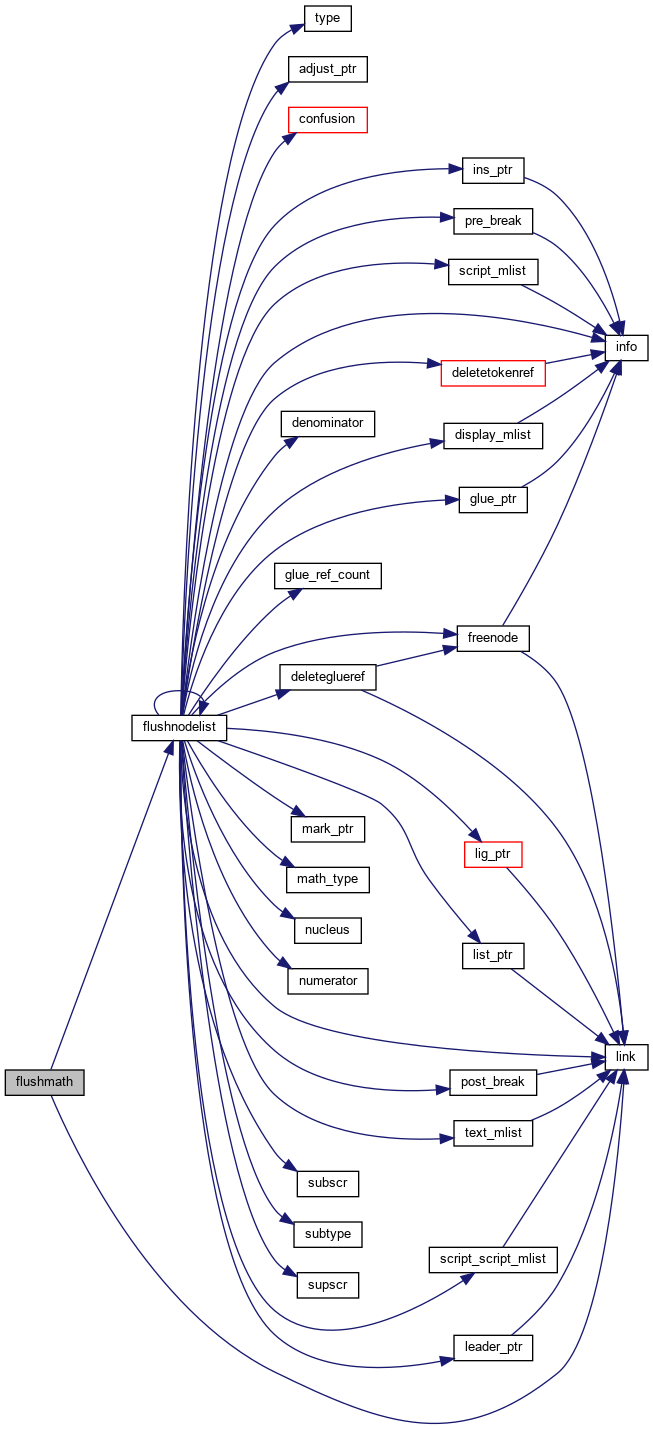 type
adjust_ptr
confusion
ins_ptr
pre_break
script_mlist
info
deletetokenref
denominator
display_mlist
glue_ptr
glue_ref_count
freenode
deleteglueref
flushnodelist
mark_ptr
lig_ptr
math_type
nucleus
list_ptr
numerator
link
flushmath
post_break
text_mlist
subscr
subtype
script_script_mlist
supscr
leader_ptr